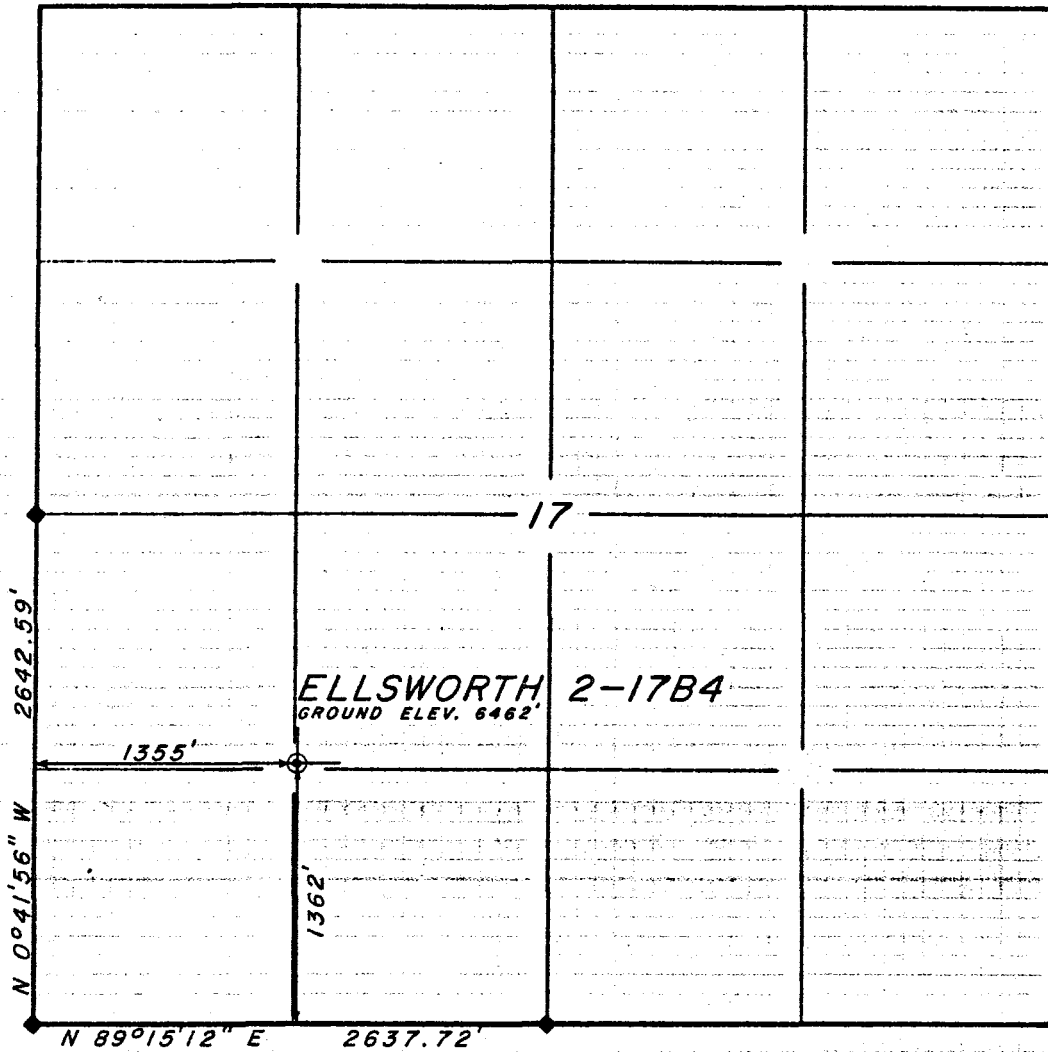 17
2642.59'
ELLSWORTH 2-17B4
GROUND ELEV. 6462'
1355'
N 0°41'56" W
1362'
N 89°15'12" E 2637.72'